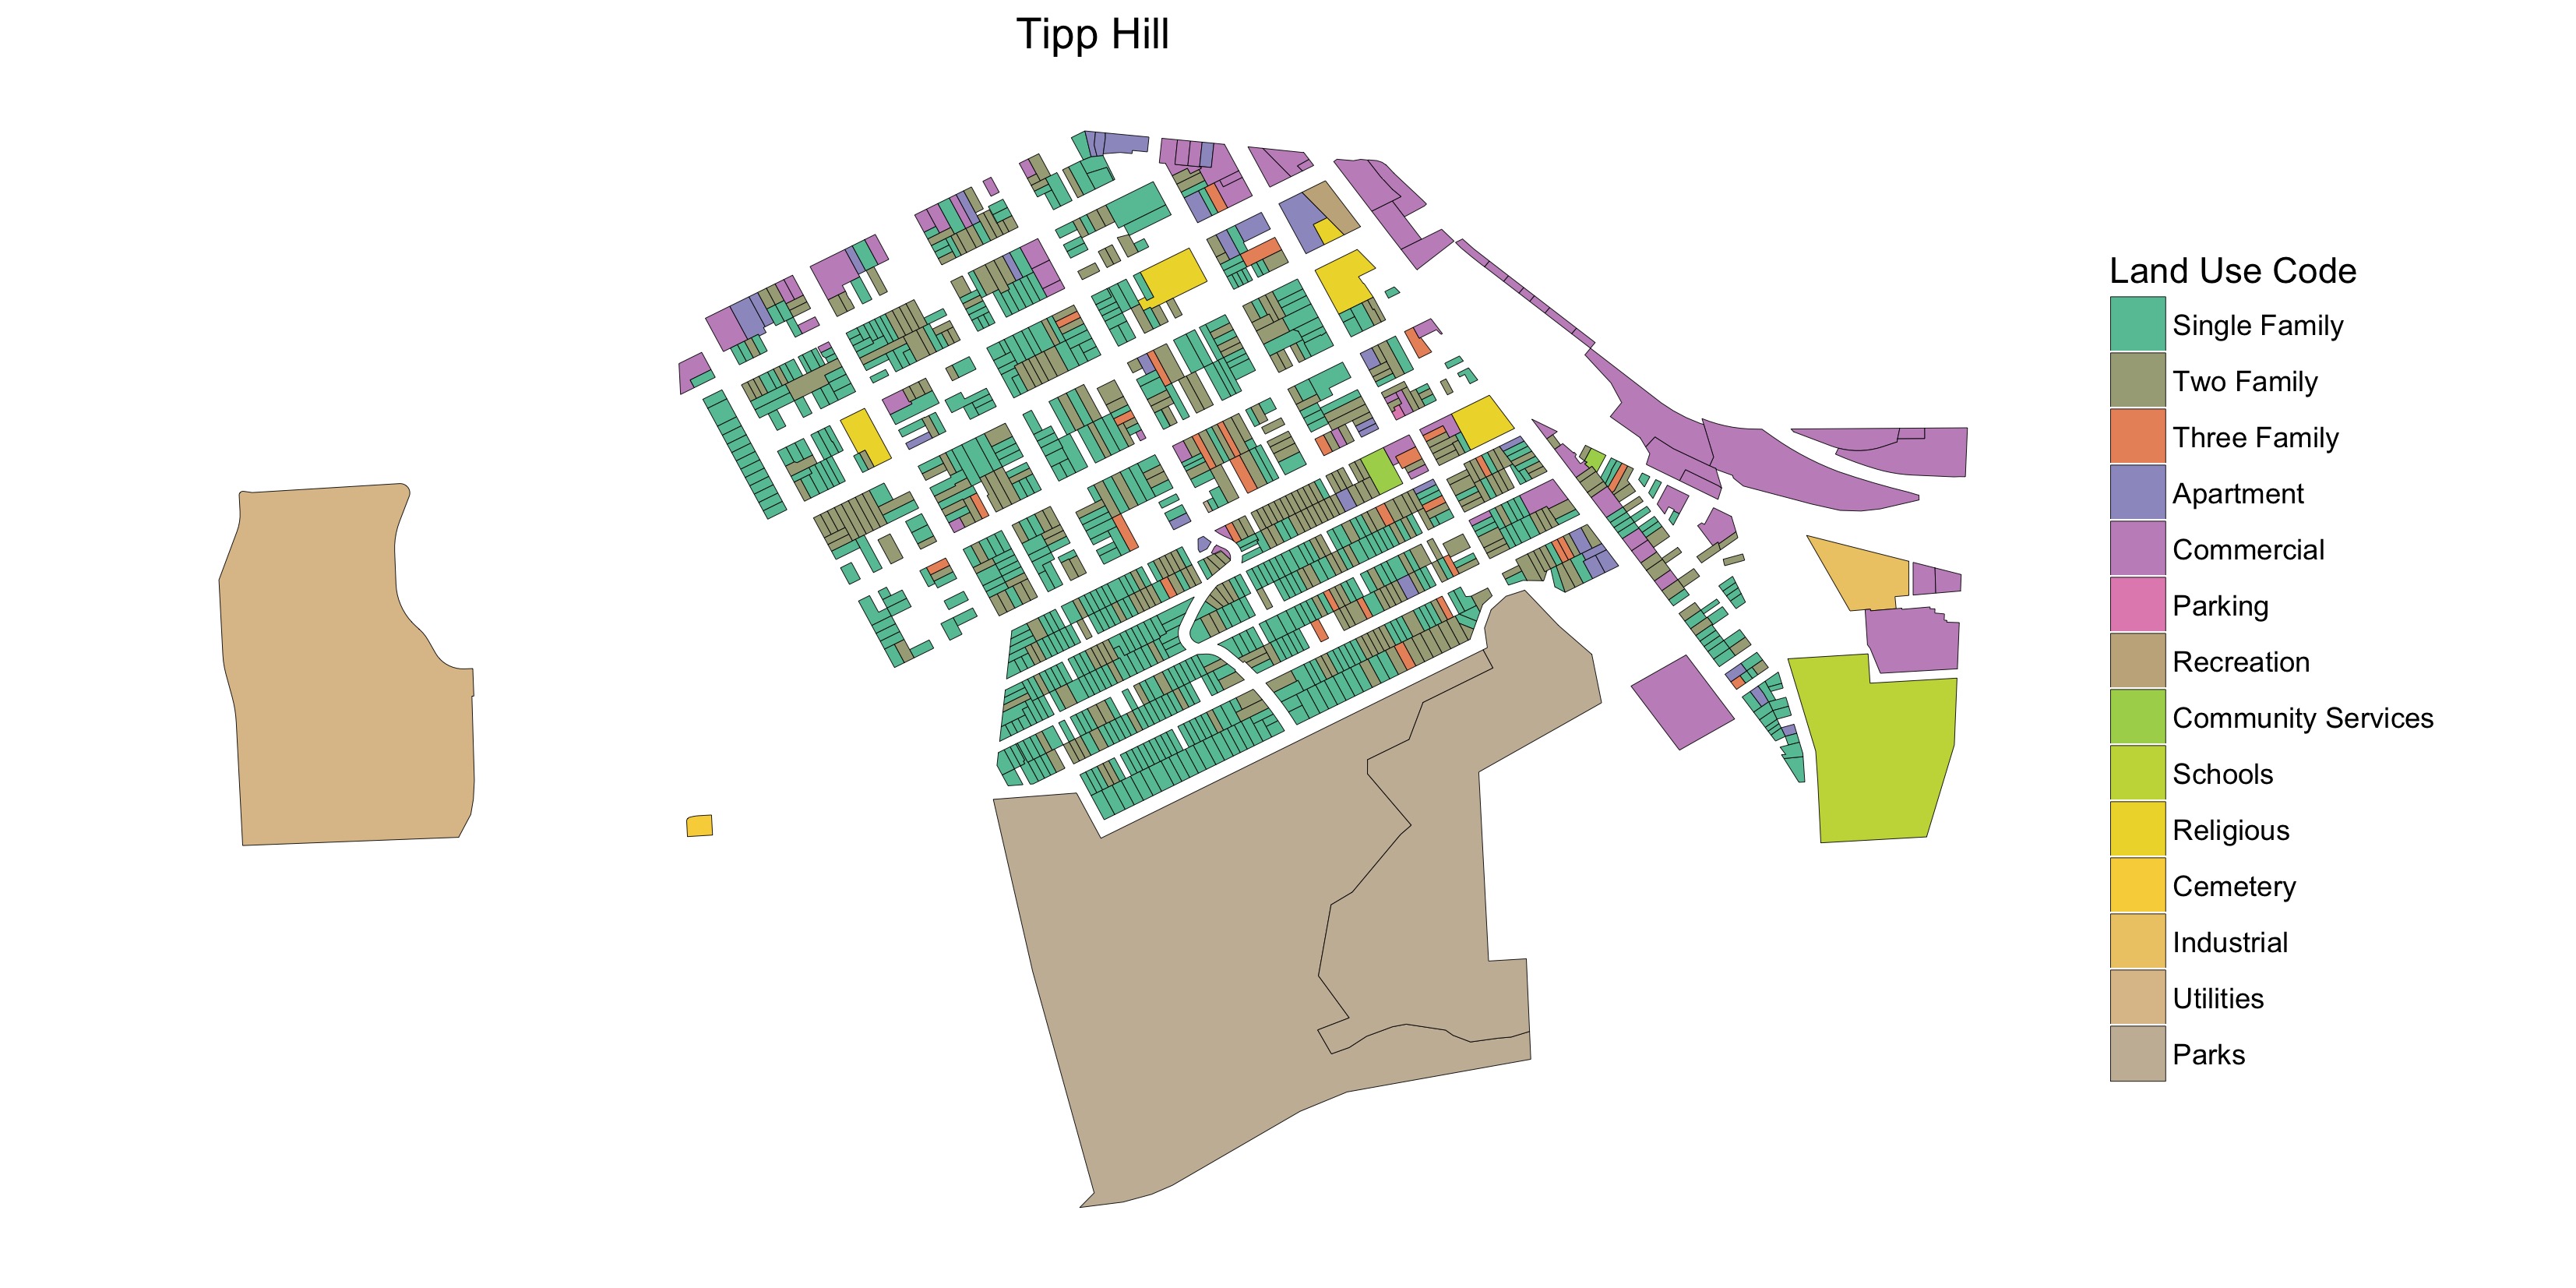 Tipp Hill
Land Use Code
Single Family
Two Family
Three Family
Apartment
Commercial
Parking
Recreation
Community Services
Schools
Religious
Cemetery
Industrial
Utilities
Parks